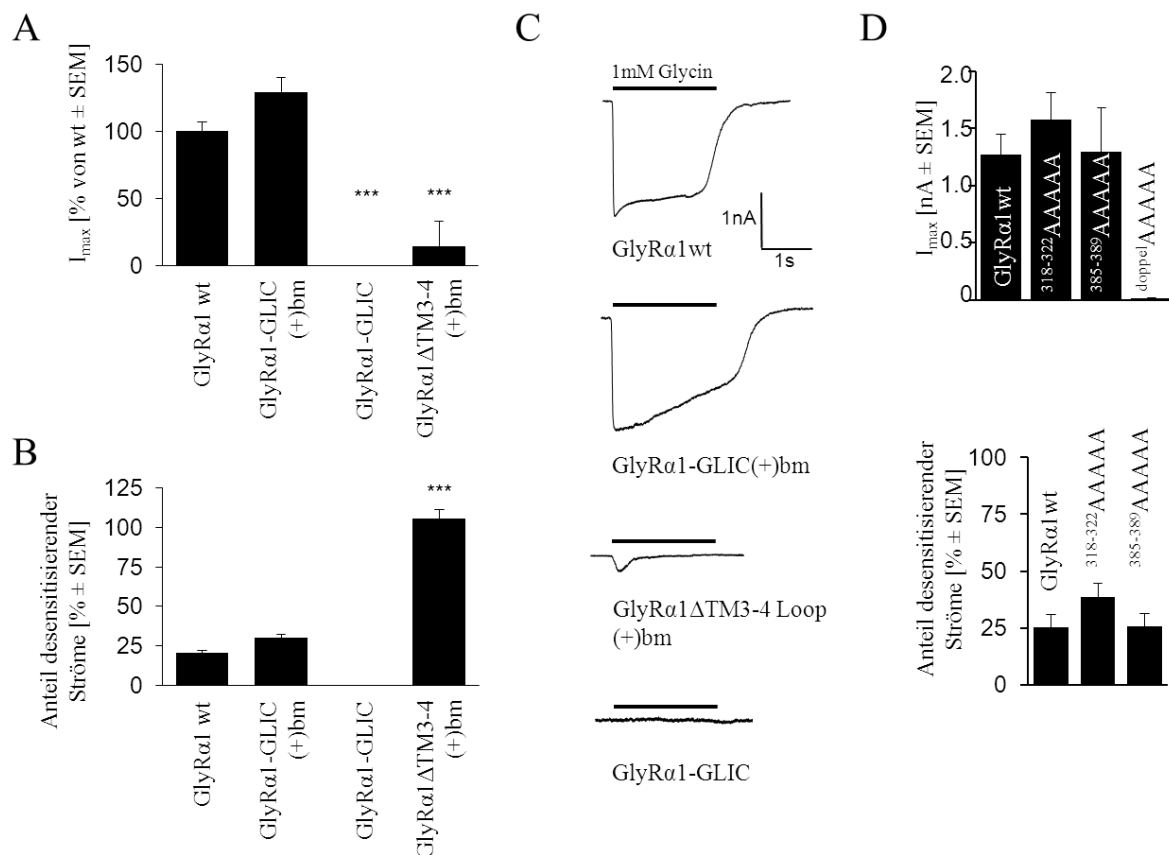 A
I_max [% von wt ± SEM]
150
100
50
0
***
***
GlyRα1 wt
GlyRα1-GLIC
(+)bm
GlyRα1-GLIC
GlyRα1ΔTM3-4
(+)bm
B
Anteil desensitisierender
Ströme [% ± SEM]
125
100
75
50
25
0
***
GlyRα1 wt
GlyRα1-GLIC
(+)bm
GlyRα1-GLIC
GlyRα1ΔTM3-4
(+)bm
C
1mM Glycin
1nA
1s
GlyRα1wt
GlyRα1-GLIC(+)bm
GlyRα1ΔTM3-4 Loop
(+)bm
GlyRα1-GLIC
D
I_max [nA ± SEM]
2.0
1.5
1.0
0.5
0
GlyRα1wt
318-322AAAAAA
385-389AAAAAA
doppelAAAAA
Anteil desensitisierender
Ströme [% ± SEM]
100
75
50
25
0
GlyRα1wt
318-322AAAAAA
385-389AAAAAA